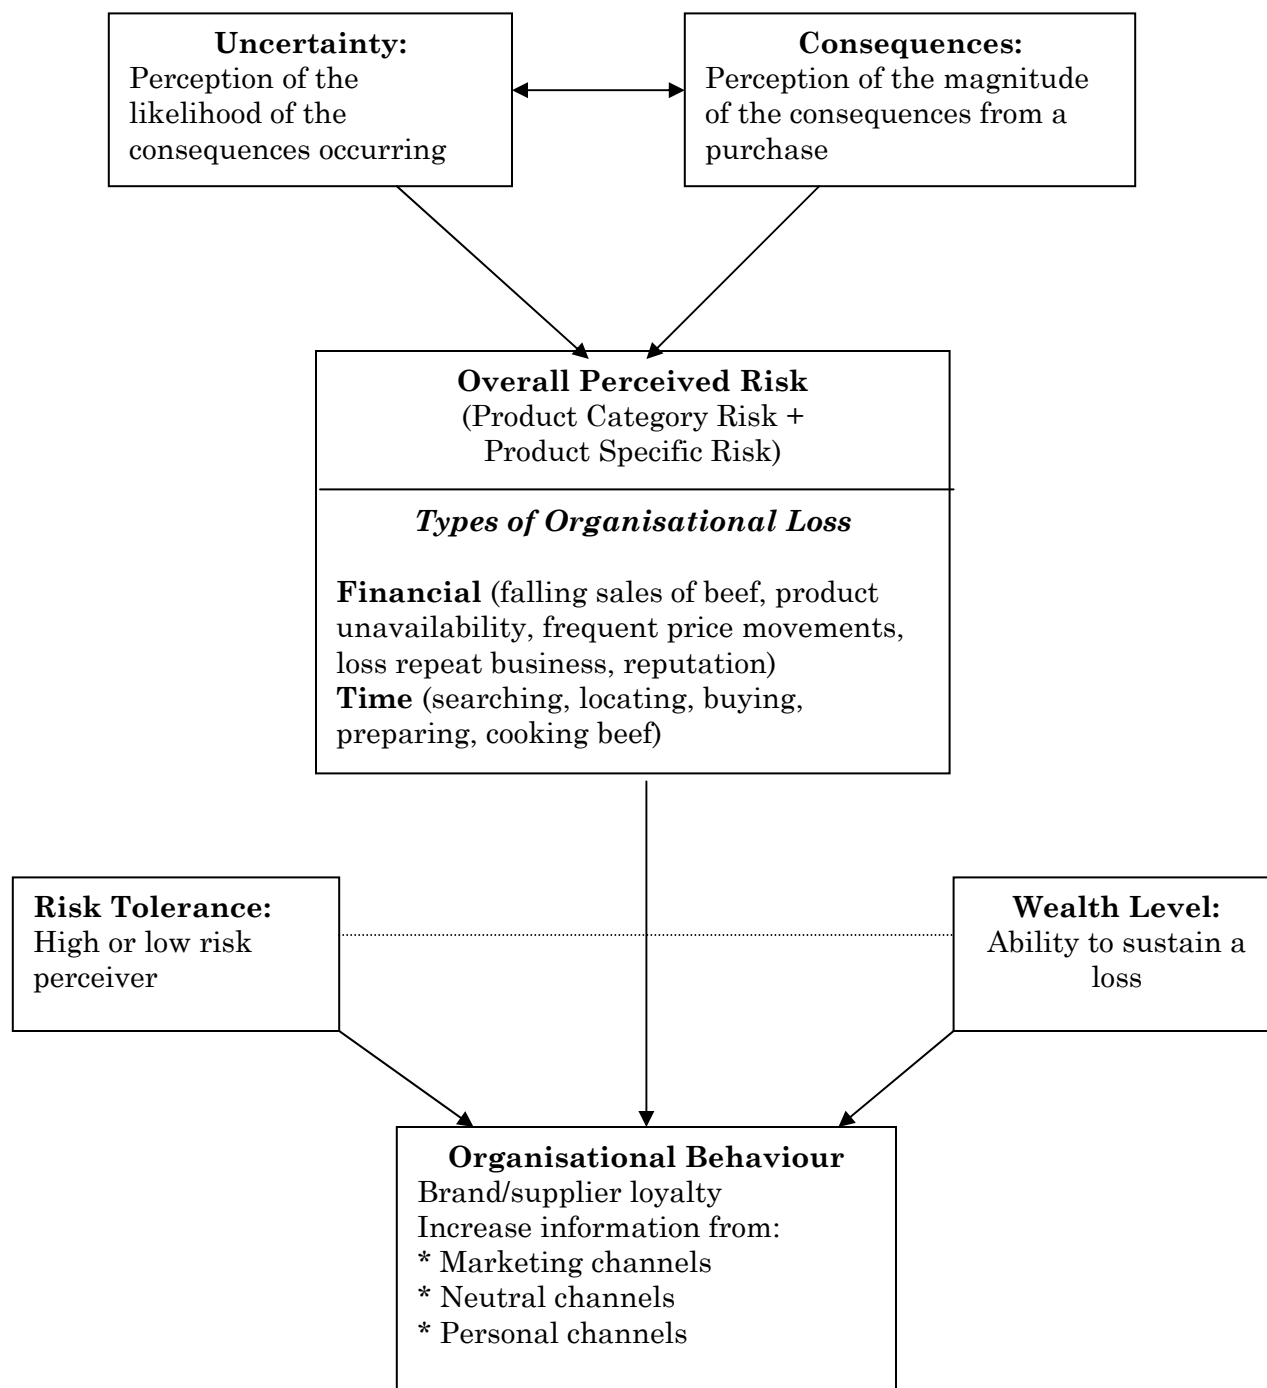 Uncertainty:
Perception of the
likelihood of the
consequences occurring
Consequences:
Perception of the magnitude
of the consequences from a
purchase
Overall Perceived Risk
(Product Category Risk +
Product Specific Risk)
Types of Organisational Loss
Financial (falling sales of beef, product
unavailability, frequent price movements,
loss repeat business, reputation)
Time (searching, locating, buying,
preparing, cooking beef)
Risk Tolerance:
High or low risk
perceiver
Wealth Level:
Ability to sustain a
loss
Organisational Behaviour
Brand/supplier loyalty
Increase information from:
* Marketing channels
* Neutral channels
* Personal channels